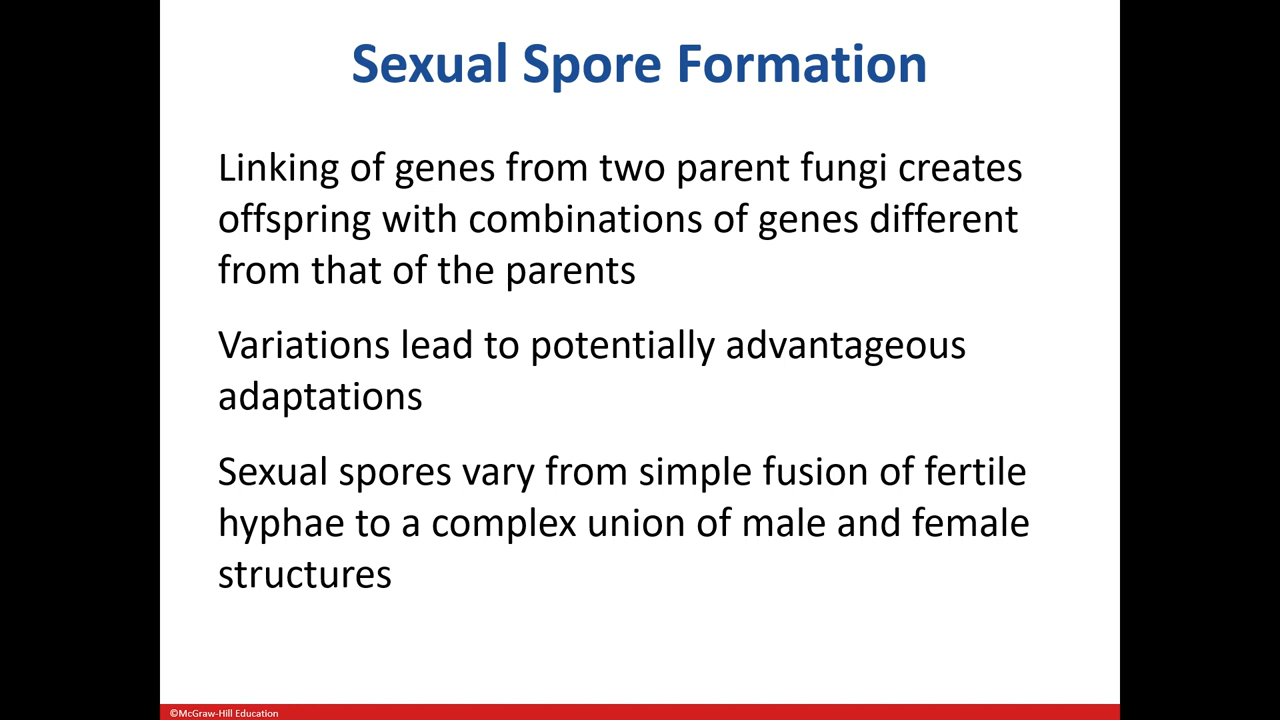 Sexual Spore Formation
Linking of genes from two parent fungi creates
offspring with combinations of genes different
from that of the parents
Variations lead to potentially advantageous
adaptations
Sexual spores vary from simple fusion of fertile
hyphae to a complex union of male and female
structures
©McGraw-Hill Education